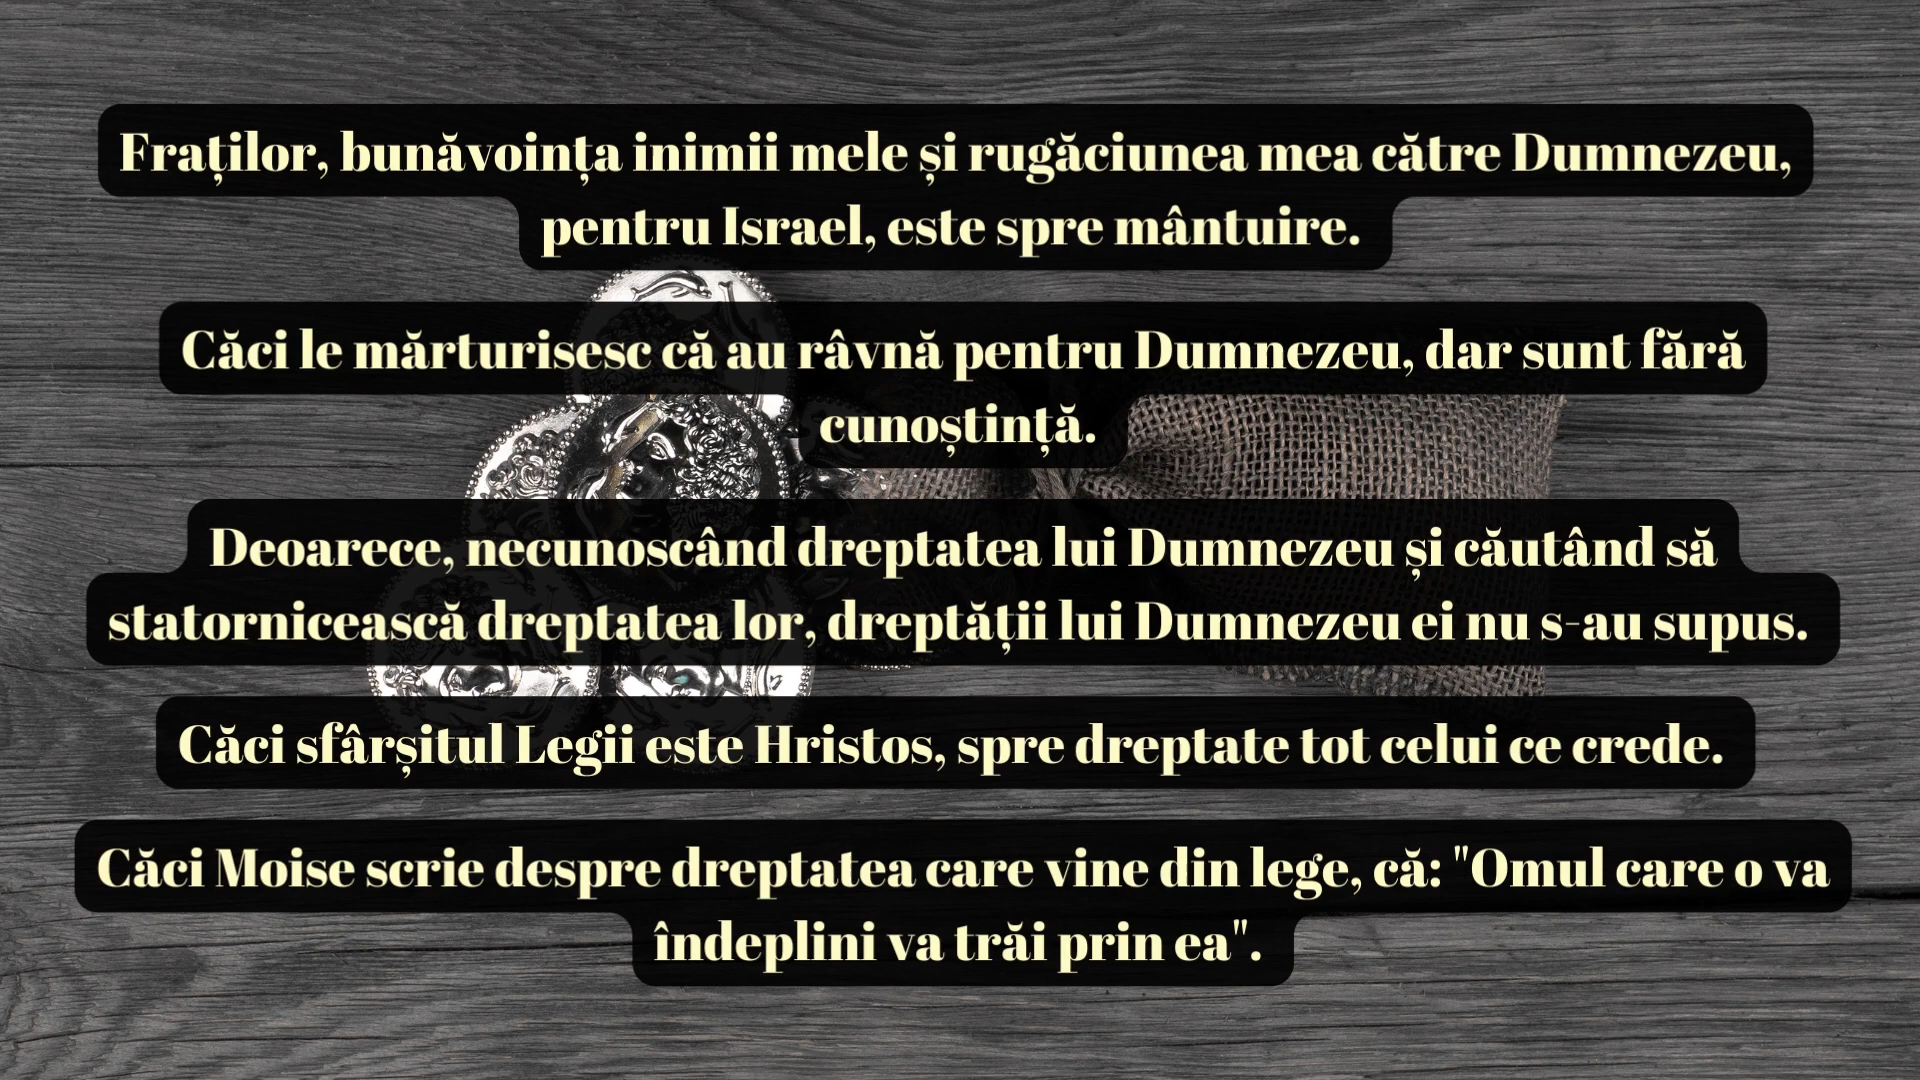 Fraților, bunăvoința inimii mele și rugăciunea mea către Dumnezeu,
pentru Israel, este spre mântuire.
Căci le mărturisesc că au râvnă pentru Dumnezeu, dar sunt fără
cunoștință.
Deoarece, necunoscând dreptatea lui Dumnezeu și căutând să
statornicească dreptatea lor, dreptății lui Dumnezeu ei nu s-au supus.
Căci sfârșitul Legii este Hristos, spre dreptate tot celui ce crede.
Căci Moise scrie despre dreptatea care vine din lege, că: "Omul care o va
îndeplini va trăi prin ea".